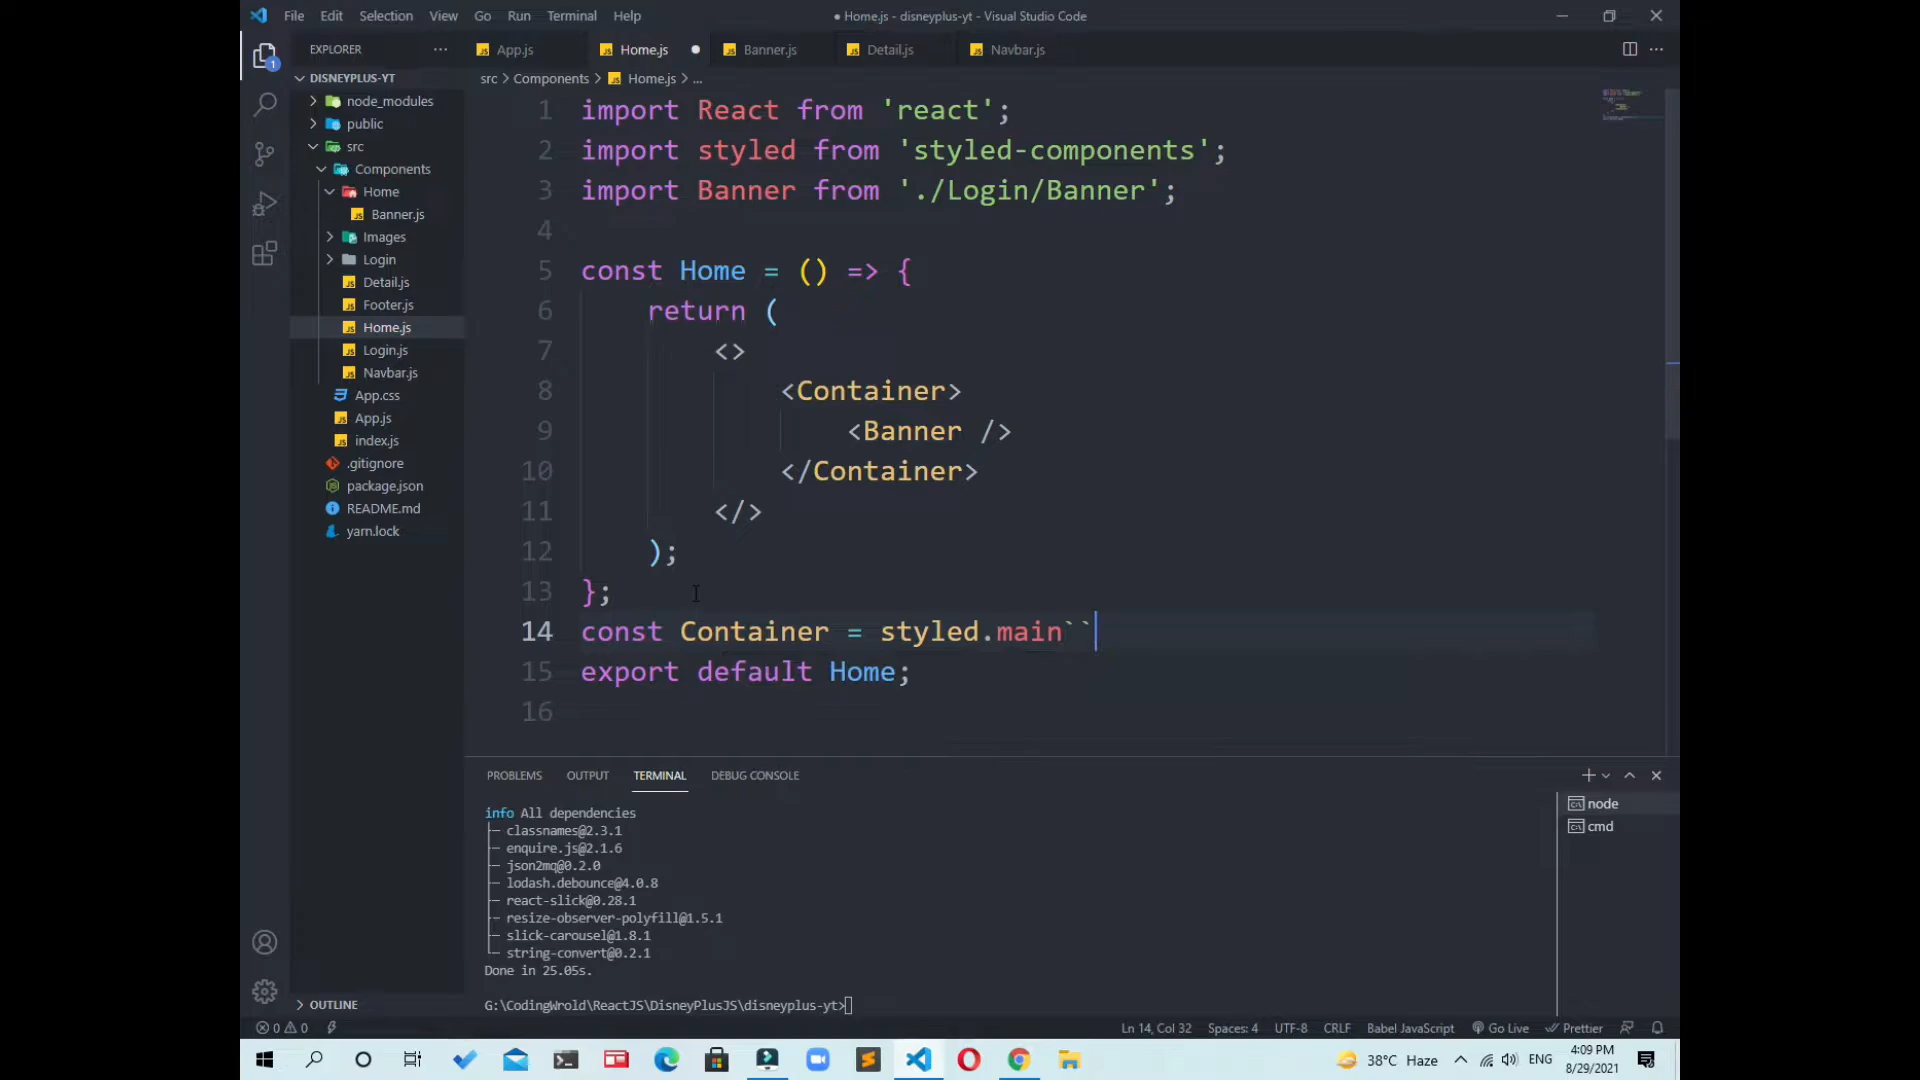 File Edit Selection View Go Run Terminal Help
● Home.js - disneyplus-yt - Visual Studio Code
EXPLORER
App.js Home.js Banner.js Detail.js Navbar.js
DISNEYPLUS-YT
src > Components > Home.js > ...
node_modules
public
src
Components
Home
Banner.js
Images
Login
Detail.js
Footer.js
Home.js
Login.js
Navbar.js
App.css
App.js
index.js
.gitignore
package.json
README.md
yarn.lock
OUTLINE
1 import React from 'react';
2 import styled from 'styled-components';
3 import Banner from './Login/Banner';
4
5 const Home = () => {
6 return (
7 <>
8 <Container>
9 <Banner />
10 </Container>
11 </>
12 );
13 };
14 const Container = styled.main``
15 export default Home;
16
PROBLEMS OUTPUT TERMINAL DEBUG CONSOLE
node
cmd
info All dependencies
├─ classnames@2.3.1
├─ enquire.js@2.1.6
├─ json2mq@0.2.0
├─ lodash.debounce@4.0.8
├─ react-slick@0.28.1
├─ resize-observer-polyfill@1.5.1
├─ slick-carousel@1.8.1
└─ string-convert@0.2.1
Done in 25.05s.
G:\CodingWrold\ReactJS\DisneyPlusJS\disneyplus-yt>
0 0 Ln 14, Col 32 Spaces: 4 UTF-8 CRLF Babel JavaScript Go Live Prettier
38°C Haze ENG 4:09 PM
8/29/2021
1